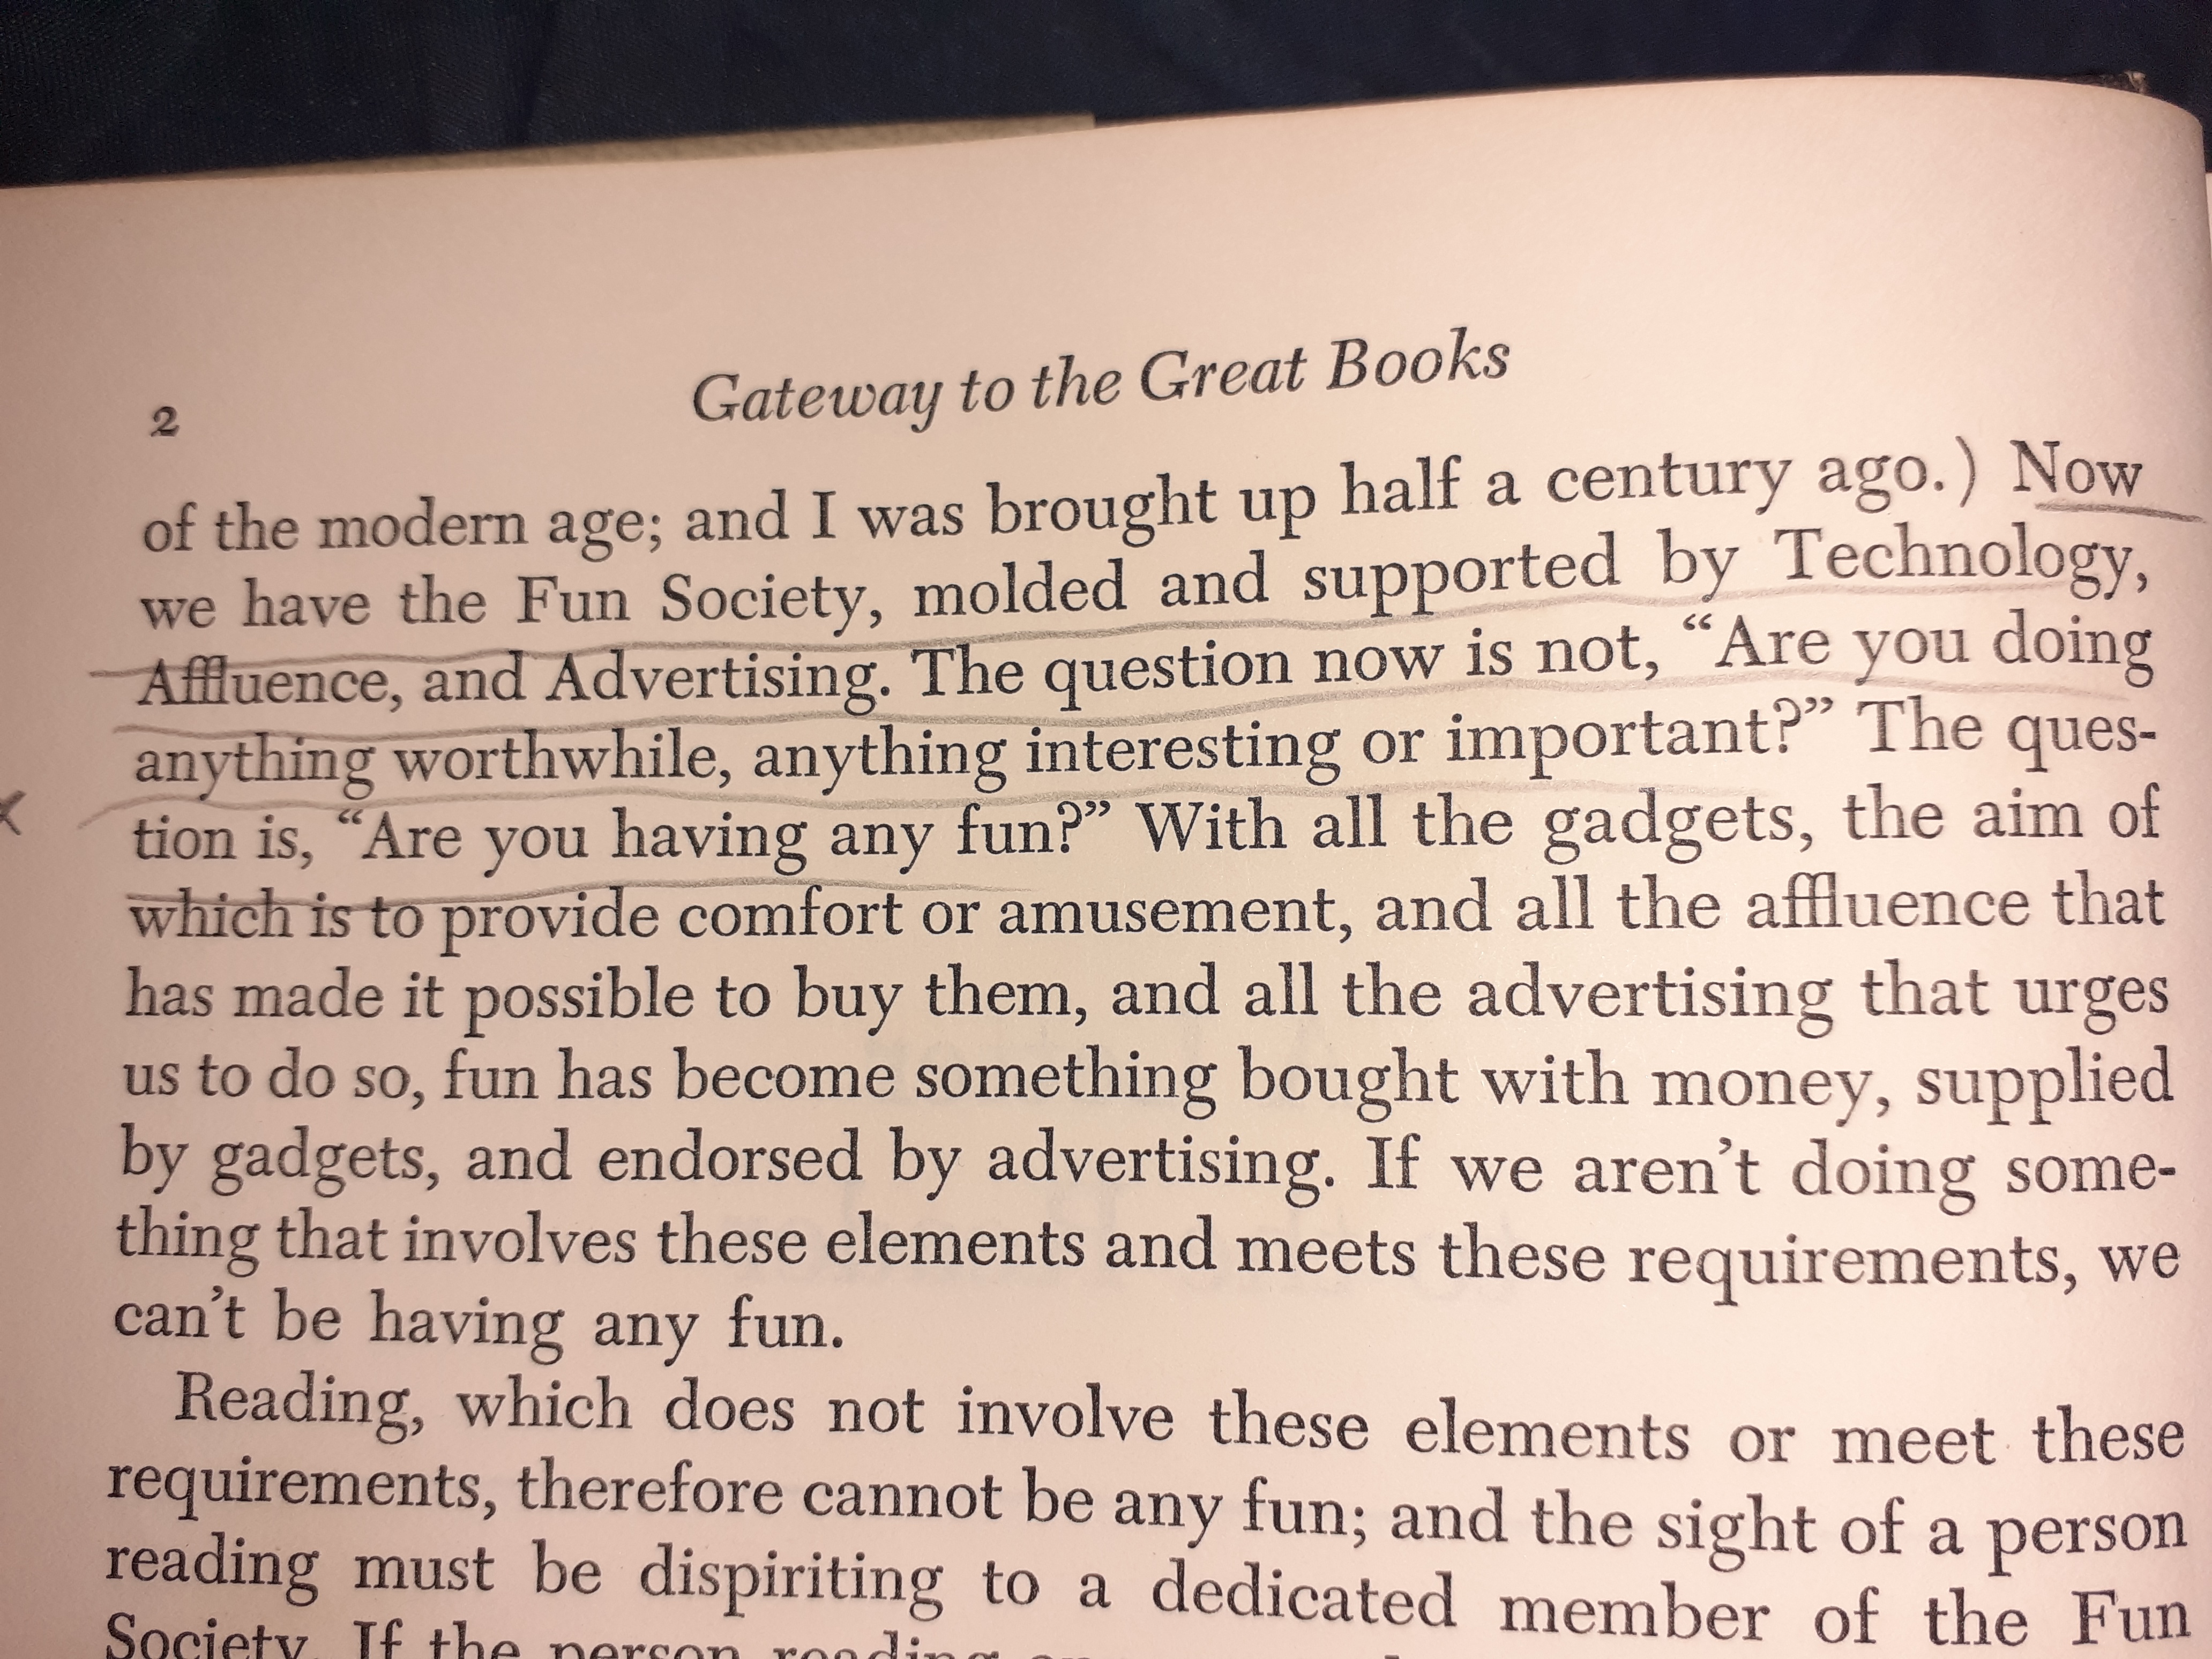 2
Gateway to the Great Books
of the modern age; and I was brought up half a century ago.) Now
we have the Fun Society, molded and supported by Technology,
Affluence, and Advertising. The question now is not, “Are you doing
anything worthwhile, anything interesting or important?” The ques-
tion is, “Are you having any fun?” With all the gadgets, the aim of
which is to provide comfort or amusement, and all the affluence that
has made it possible to buy them, and all the advertising that urges
us to do so, fun has become something bought with money, supplied
by gadgets, and endorsed by advertising. If we aren’t doing some-
thing that involves these elements and meets these requirements, we
can’t be having any fun.
Reading, which does not involve these elements or meet these
requirements, therefore cannot be any fun; and the sight of a person
reading must be dispiriting to a dedicated member of the Fun
Society. If the person reading